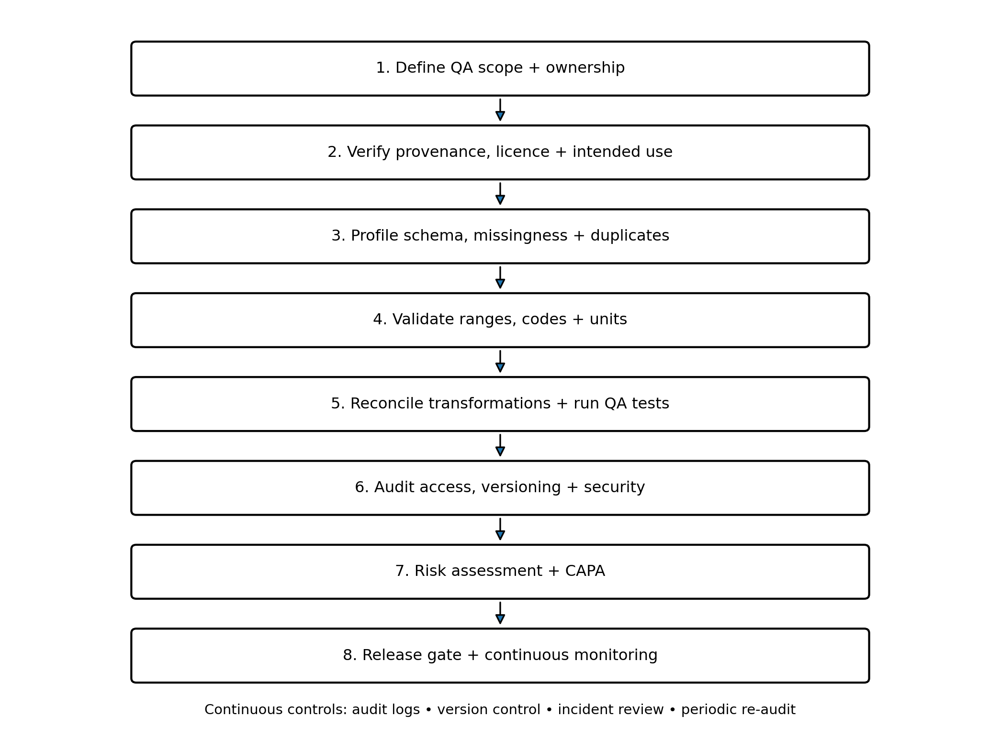 1. Define QA scope + ownership
2. Verify provenance, licence + intended use
3. Profile schema, missingness + duplicates
4. Validate ranges, codes + units
5. Reconcile transformations + run QA tests
6. Audit access, versioning + security
7. Risk assessment + CAPA
8. Release gate + continuous monitoring
Continuous controls: audit logs • version control • incident review • periodic re-audit